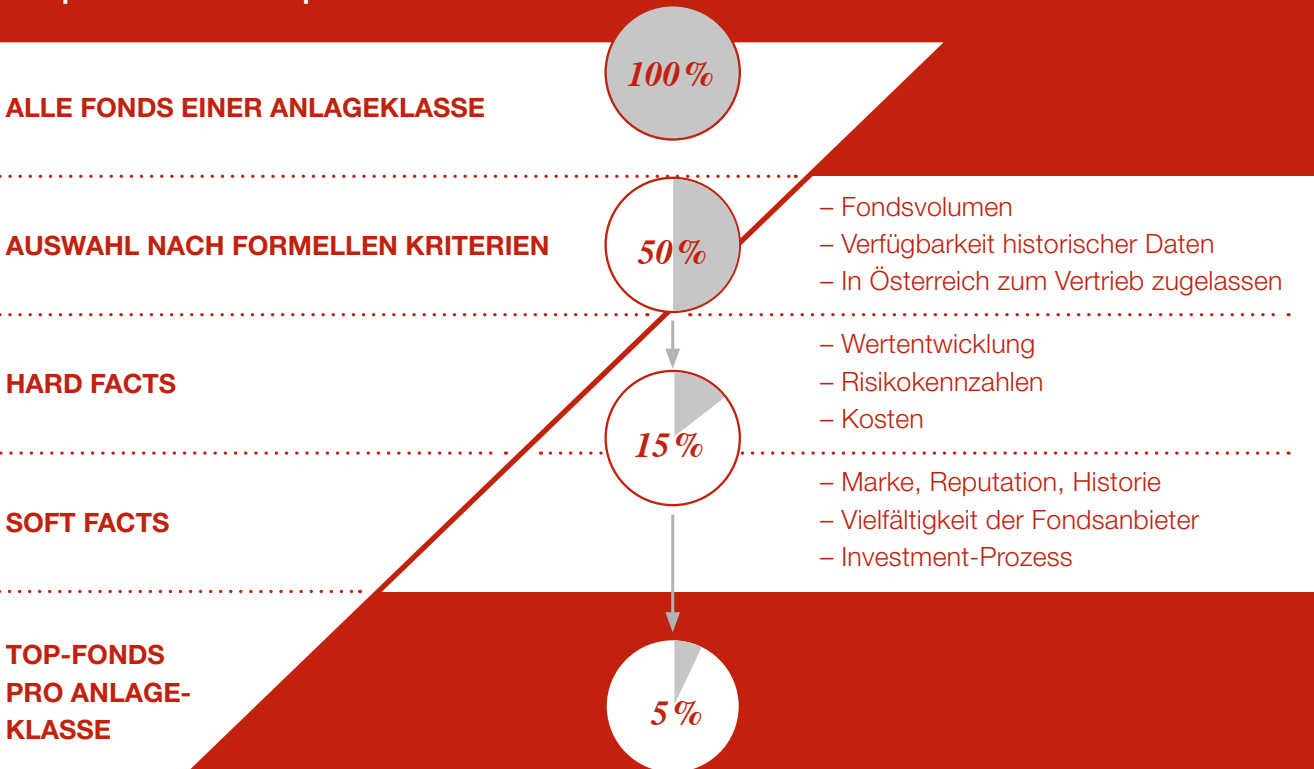 100 %
ALLE FONDS EINER ANLAGEKLASSE
AUSWAHL NACH FORMELLEN KRITERIEN
50 %
– Fondsvolumen
– Verfügbarkeit historischer Daten
– In Österreich zum Vertrieb zugelassen
HARD FACTS
– Wertentwicklung
– Risikokennzahlen
– Kosten
15 %
SOFT FACTS
– Marke, Reputation, Historie
– Vielfältigkeit der Fondsanbieter
– Investment-Prozess
TOP-FONDS
PRO ANLAGE-
KLASSE
5 %